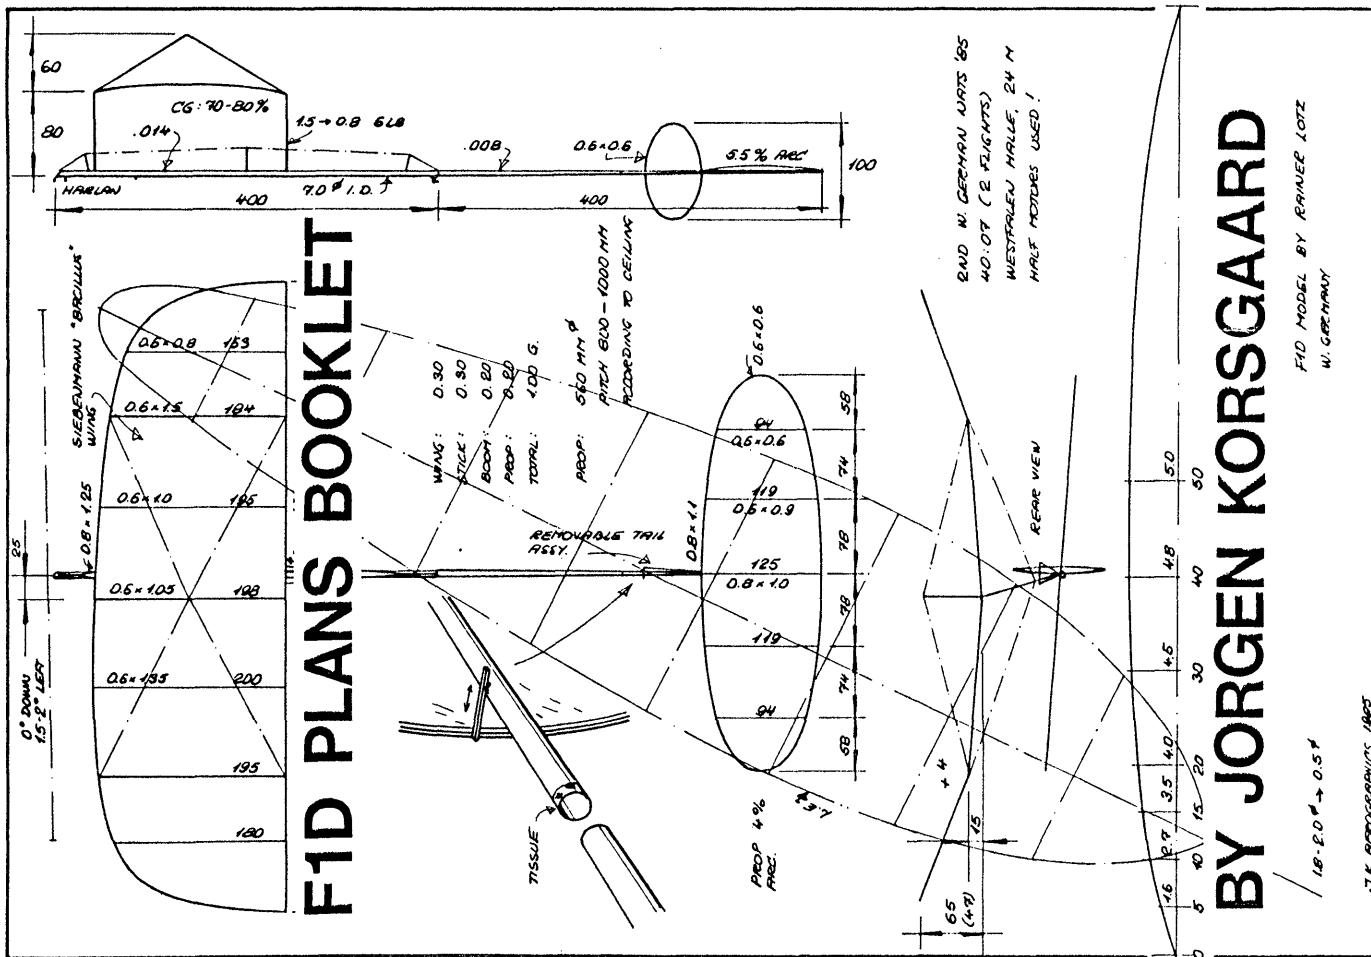 60
80
CG: 70-80%
.014
1.5→0.8 GLB
HARLAN
7.0 ø I.D.
400
.008
0.6×0.6
5.5% ARC
100
400
2ND W. GERMAN NATS '85
40:07 (2 FLIGHTS)
WESTFALEN HALLE, 24 M
HALF MOTORS USED!
F1D PLANS BOOKLET
BY JORGEN KORSGAARD
F1D MODEL BY RAINER LOTZ
W. GERMANY
SIEBENMANN "BACILLUS"
WING
0.6×0.8 153
0.6×1.5 184
0.6×1.0 195
0.8×1.25
25
0.6×1.05 198
0° DOWN
1.5-2° LEFT
0.6×1.35 200
195
180
WING: 0.30
STICK: 0.30
BOOM: 0.20
PROP: 0.20
TOTAL: 1.00 G.
PROP: 560 MM ø
PITCH 800-1000 MM
ACCORDING TO CEILING
REMOVABLE TAIL
ASSY.
TISSUE
0.6×0.6
94
0.6×0.6
119
0.6×0.9
0.8×1.1
125
0.8×1.0
119
94
58
74
78
78
74
58
PROP 4%
ARC.
L.E.
REAR VIEW
+4
15
65
(47)
5.0
50
4.8
40
4.5
30
4.0
20
3.5
15
2.7
10
1.6
5
0
1.8-2.0 ø → 0.5 ø
J.K. REPROGRAPHICS 1985